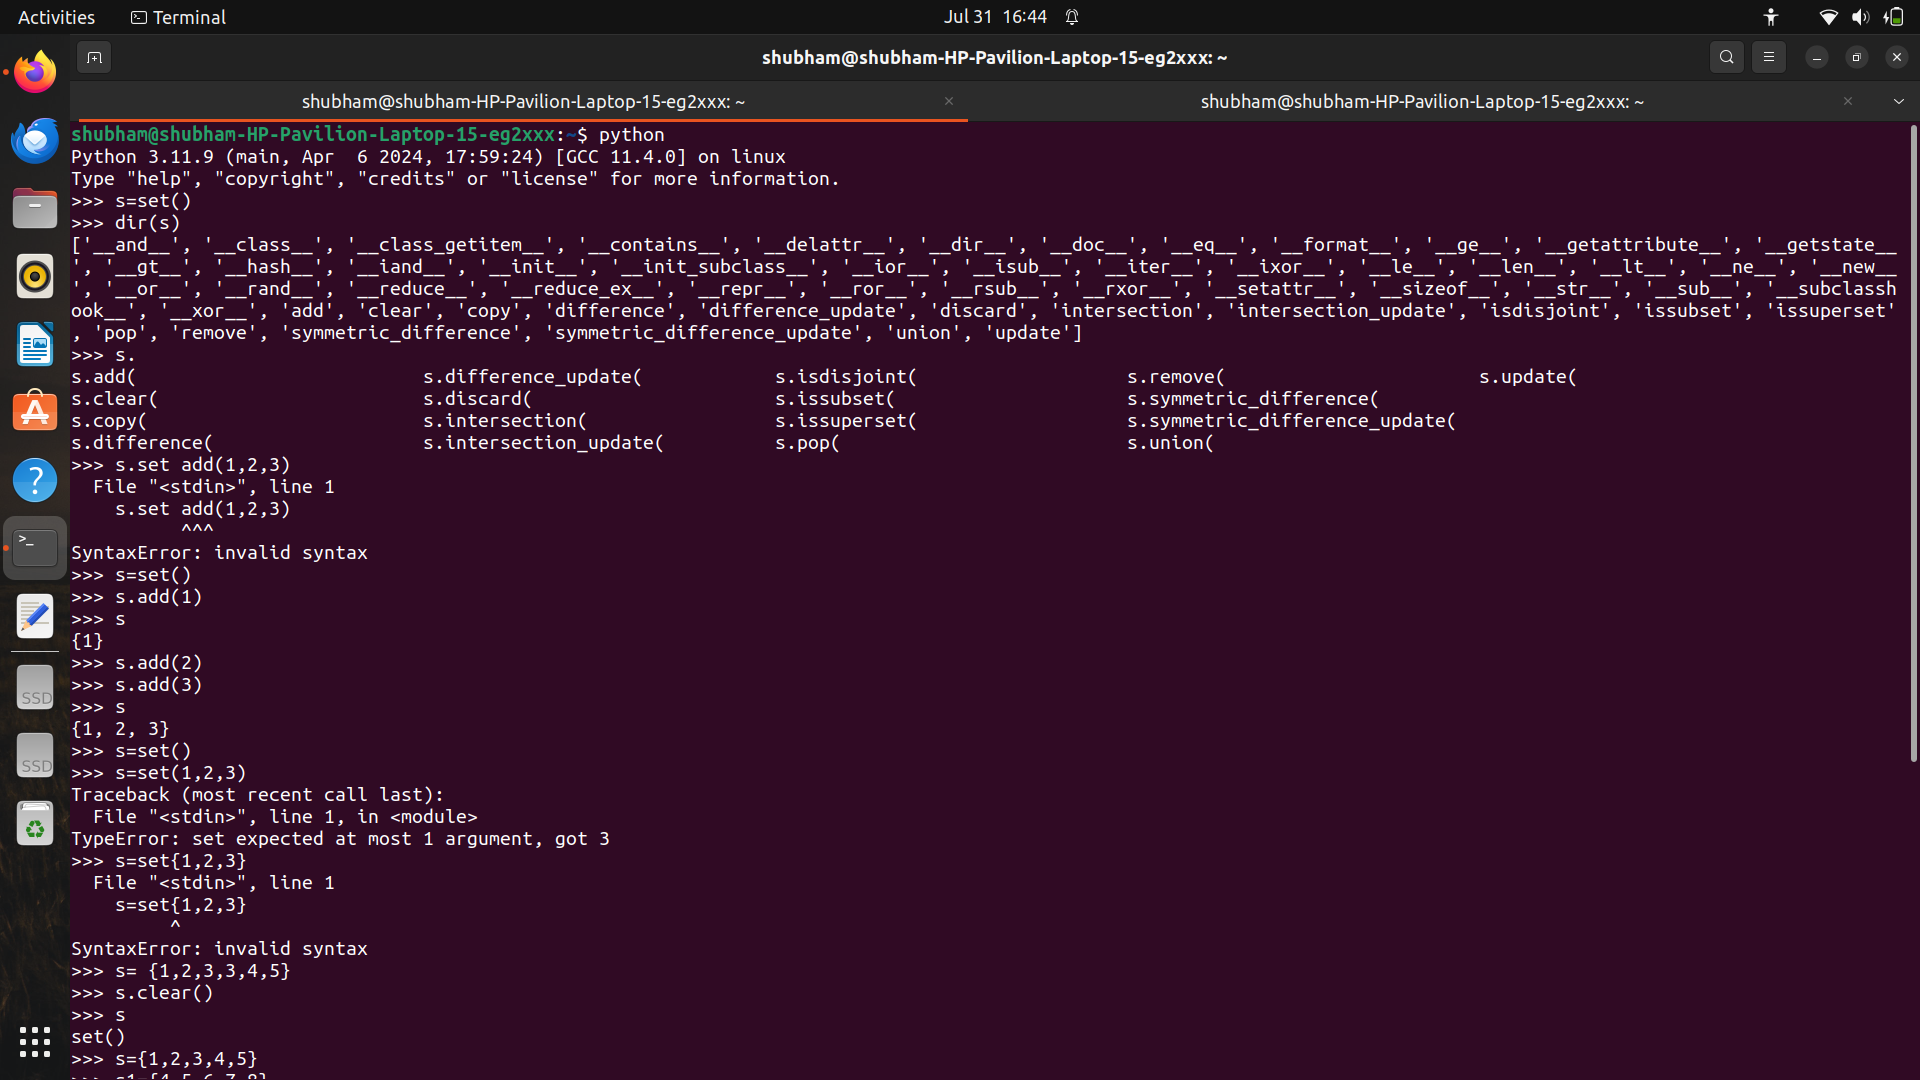 Activities
Terminal
Jul 31 16:44
shubham@shubham-HP-Pavilion-Laptop-15-eg2xxx: ~
shubham@shubham-HP-Pavilion-Laptop-15-eg2xxx: ~
shubham@shubham-HP-Pavilion-Laptop-15-eg2xxx: ~
shubham@shubham-HP-Pavilion-Laptop-15-eg2xxx:~$ python
Python 3.11.9 (main, Apr  6 2024, 17:59:24) [GCC 11.4.0] on linux
Type "help", "copyright", "credits" or "license" for more information.
>>> s=set()
>>> dir(s)
['__and__', '__class__', '__class_getitem__', '__contains__', '__delattr__', '__dir__', '__doc__', '__eq__', '__format__', '__ge__', '__getattribute__', '__getstate__
', '__gt__', '__hash__', '__iand__', '__init__', '__init_subclass__', '__ior__', '__isub__', '__iter__', '__ixor__', '__le__', '__len__', '__lt__', '__ne__', '__new__
', '__or__', '__rand__', '__reduce__', '__reduce_ex__', '__repr__', '__ror__', '__rsub__', '__rxor__', '__setattr__', '__sizeof__', '__str__', '__sub__', '__subclassh
ook__', '__xor__', 'add', 'clear', 'copy', 'difference', 'difference_update', 'discard', 'intersection', 'intersection_update', 'isdisjoint', 'issubset', 'issuperset'
, 'pop', 'remove', 'symmetric_difference', 'symmetric_difference_update', 'union', 'update']
>>> s.
s.add( s.difference_update( s.isdisjoint( s.remove( s.update(
s.clear( s.discard( s.issubset( s.symmetric_difference(
s.copy( s.intersection( s.issuperset( s.symmetric_difference_update(
s.difference( s.intersection_update( s.pop( s.union(
>>> s.set add(1,2,3)
  File "<stdin>", line 1
    s.set add(1,2,3)
          ^^^
SyntaxError: invalid syntax
>>> s=set()
>>> s.add(1)
>>> s
{1}
>>> s.add(2)
>>> s.add(3)
>>> s
{1, 2, 3}
>>> s=set()
>>> s=set(1,2,3)
Traceback (most recent call last):
  File "<stdin>", line 1, in <module>
TypeError: set expected at most 1 argument, got 3
>>> s=set{1,2,3}
  File "<stdin>", line 1
    s=set{1,2,3}
         ^
SyntaxError: invalid syntax
>>> s= {1,2,3,3,4,5}
>>> s.clear()
>>> s
set()
>>> s={1,2,3,4,5}
>>> s1={4,5,6,7,8}
SSD
SSD